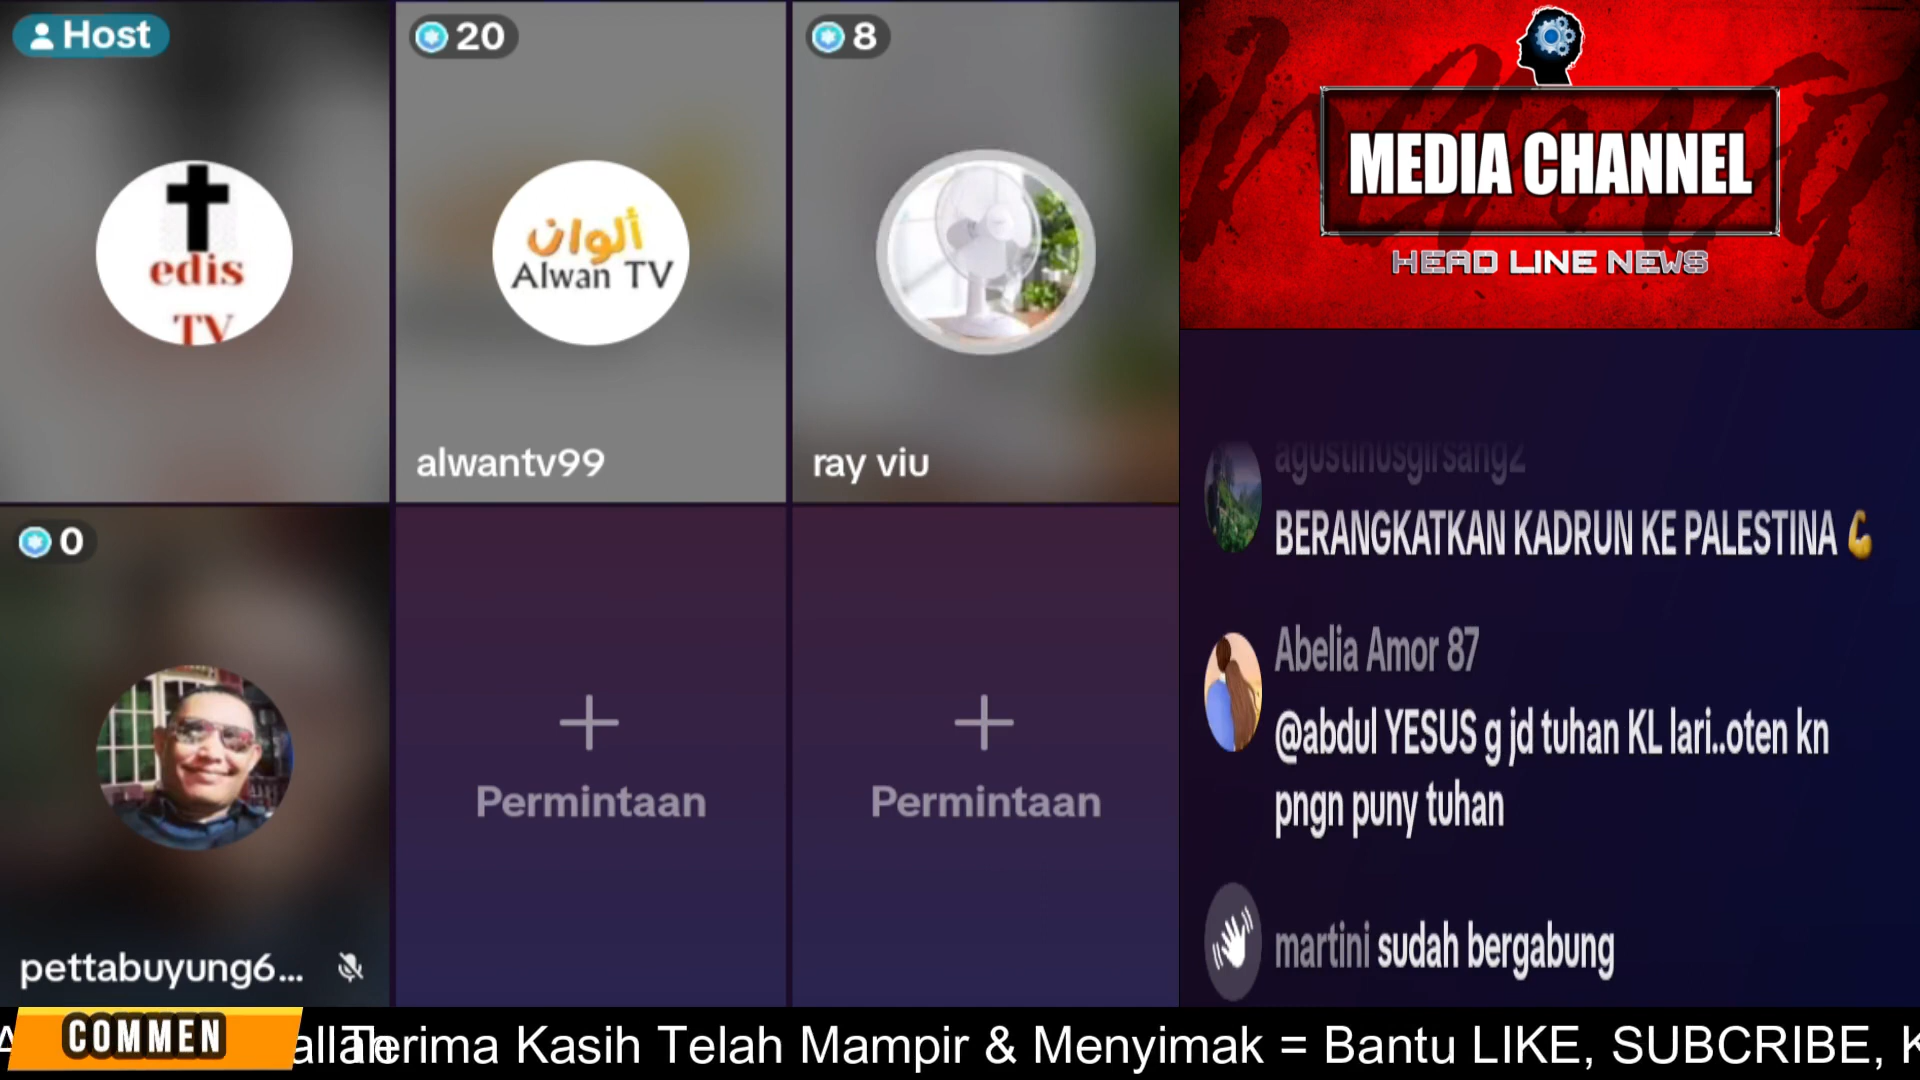 Host
20
8
edis
TV
ألوان
Alwan TV
alwantv99
ray viu
0
Permintaan
Permintaan
pettabuyung6...
MEDIA CHANNEL
HEAD LINE NEWS
agustinusgirsang2
BERANGKATKAN KADRUN KE PALESTINA 💪
Abelia Amor 87
@abdul YESUS g jd tuhan KL lari..oten kn
pngn puny tuhan
martini sudah bergabung
COMMEN
Terima Kasih Telah Mampir & Menyimak = Bantu LIKE, SUBCRIBE, K